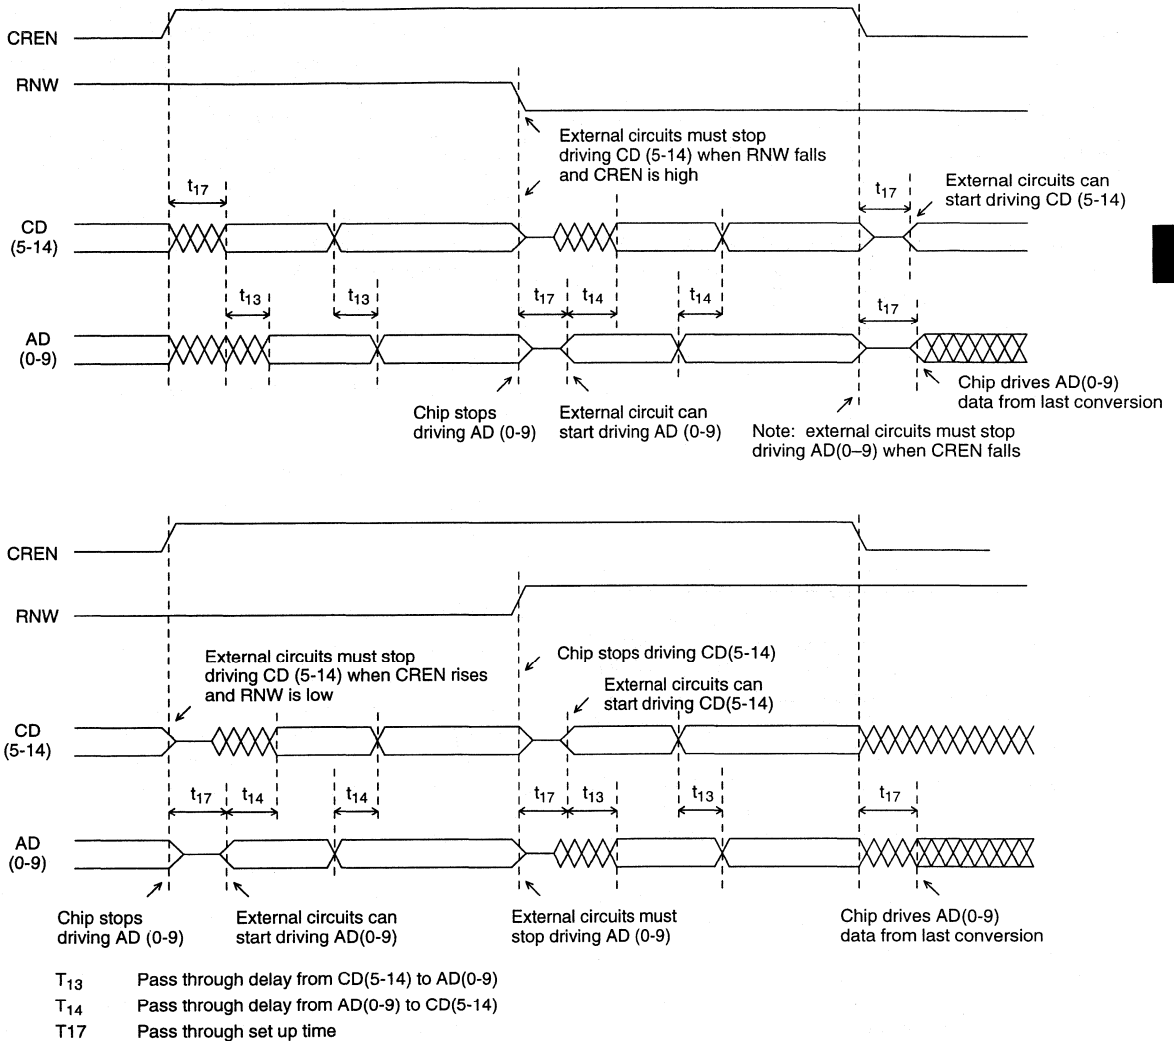 CREN
RNW
External circuits must stop
driving CD (5-14) when RNW falls
and CREN is high
t17
t17
External circuits can
start driving CD (5-14)
CD
(5-14)
t13
t13
t17
t14
t14
t17
AD
(0-9)
Chip stops
driving AD (0-9)
External circuit can
start driving AD (0-9)
Chip drives AD(0-9)
data from last conversion
Note: external circuits must stop
driving AD(0–9) when CREN falls
CREN
RNW
External circuits must stop
driving CD (5-14) when CREN rises
and RNW is low
Chip stops driving CD(5-14)
External circuits can
start driving CD(5-14)
CD
(5-14)
t17
t14
t14
t17
t13
t13
t17
AD
(0-9)
Chip stops
driving AD (0-9)
External circuits can
start driving AD(0-9)
External circuits must
stop driving AD (0-9)
Chip drives AD(0-9)
data from last conversion
T13 Pass through delay from CD(5-14) to AD(0-9)
T14 Pass through delay from AD(0-9) to CD(5-14)
T17 Pass through set up time